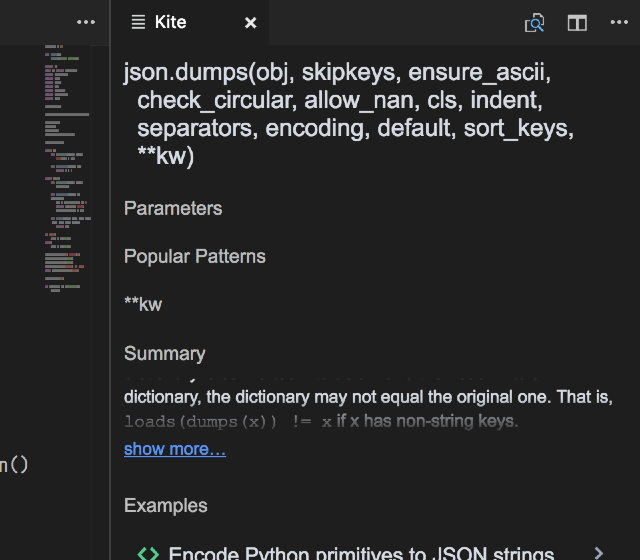 Kite
json.dumps(obj, skipkeys, ensure_ascii,
check_circular, allow_nan, cls, indent,
separators, encoding, default, sort_keys,
**kw)
Parameters
Popular Patterns
**kw
Summary
dictionary, the dictionary may not equal the original one. That is,
loads(dumps(x)) != x if x has non-string keys.
show more…
n()
Examples
<> Encode Python primitives to JSON strings